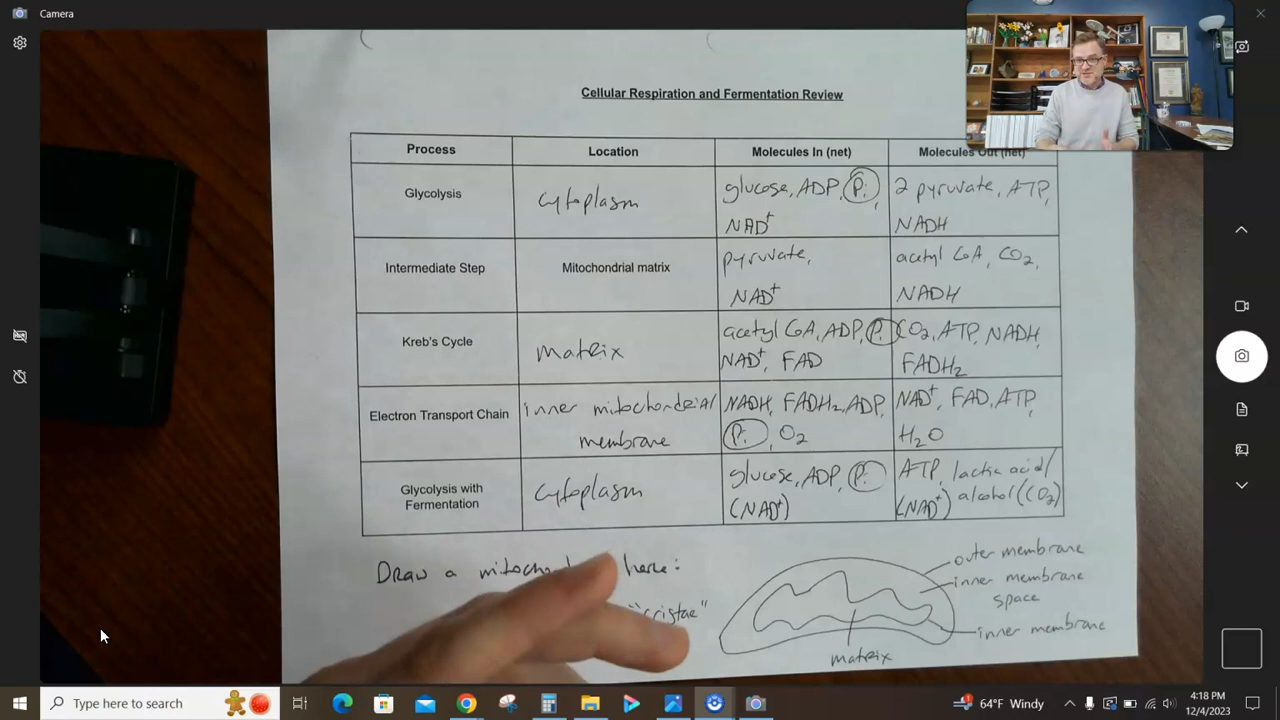 Camera
Cellular Respiration and Fermentation Review
Process Location Molecules In (net) Molecules Out (net)
Glycolysis
cytoplasm
glucose, ADP, Pi,
NAD+
2 pyruvate, ATP,
NADH
Intermediate Step
Mitochondrial matrix
pyruvate,
NAD+
acetyl CoA, CO2,
NADH
Kreb's Cycle
matrix
acetyl CoA, ADP, Pi
NAD+, FAD
CO2, ATP, NADH,
FADH2
Electron Transport Chain
inner mitochondrial
membrane
NADH, FADH2, ADP,
Pi, O2
NAD+, FAD, ATP,
H2O
Glycolysis with
Fermentation
cytoplasm
glucose, ADP, Pi
(NAD+)
ATP, lactic acid/
(NAD+) alcohol (CO2)
Draw a here:
"cristae"
outer membrane
inner membrane
space
inner membrane
matrix
Type here to search
64°F Windy
4:18 PM
12/4/2023